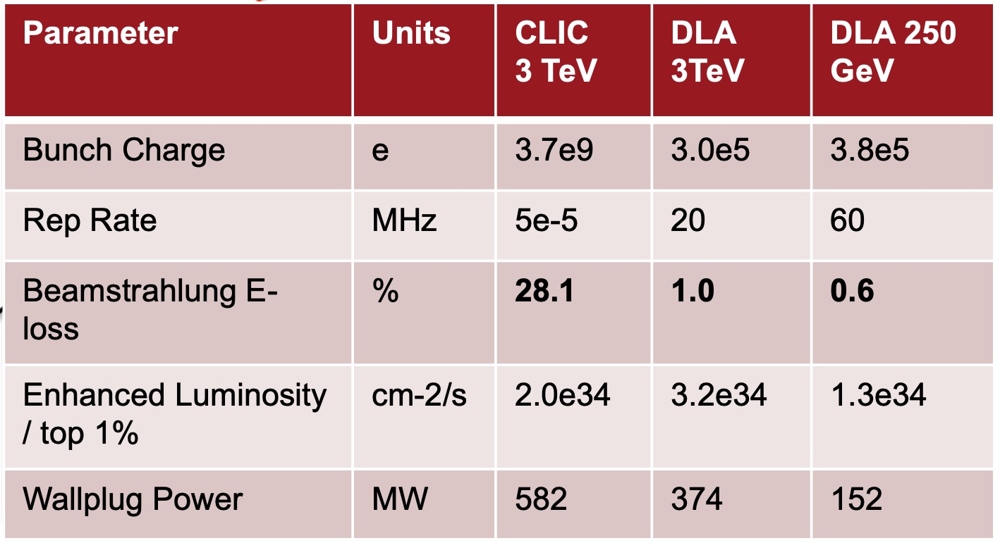 Parameter Units CLIC DLA DLA 250
3 TeV 3TeV GeV
Bunch Charge e 3.7e9 3.0e5 3.8e5
Rep Rate MHz 5e-5 20 60
Beamstrahlung E- % 28.1 1.0 0.6
loss
Enhanced Luminosity cm-2/s 2.0e34 3.2e34 1.3e34
/ top 1%
Wallplug Power MW 582 374 152